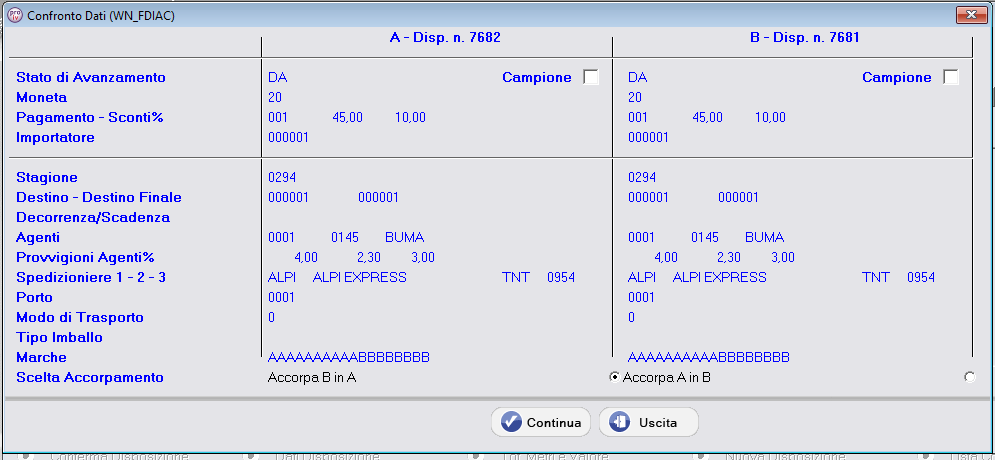 Confronto Dati (WN_FDIAC)
A - Disp. n. 7682 B - Disp. n. 7681
Stato di Avanzamento DA Campione DA Campione
Moneta 20 20
Pagamento - Sconti% 001 45,00 10,00 001 45,00 10,00
Importatore 000001 000001
Stagione 0294 0294
Destino - Destino Finale 000001 000001 000001 000001
Decorrenza/Scadenza
Agenti 0001 0145 BUMA 0001 0145 BUMA
Provvigioni Agenti% 4,00 2,30 3,00 4,00 2,30 3,00
Spedizioniere 1 - 2 - 3 ALPI ALPI EXPRESS TNT 0954 ALPI ALPI EXPRESS TNT 0954
Porto 0001 0001
Modo di Trasporto 0 0
Tipo Imballo
Marche AAAAAAAAAABBBBBBBB AAAAAAAAAABBBBBBBB
Scelta Accorpamento Accorpa B in A Accorpa A in B
Continua Uscita